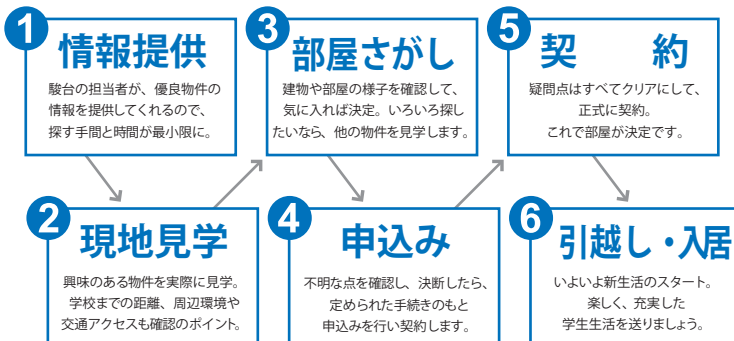 1
情報提供
駿台の担当者が、優良物件の
情報を提供してくれるので、
探す手間と時間が最小限に。
2
現地見学
興味のある物件を実際に見学。
学校までの距離、周辺環境や
交通アクセスも確認のポイント。
3
部屋さがし
建物や部屋の様子を確認して、
気に入れば決定。いろいろ探し
たいなら、他の物件を見学します。
4
申込み
不明な点を確認し、決断したら、
定められた手続きのもと
申込みを行い契約します。
5
契 約
疑問点はすべてクリアにして、
正式に契約。
これで部屋が決定です。
6
引越し・入居
いよいよ新生活のスタート。
楽しく、充実した
学生生活を送りましょう。